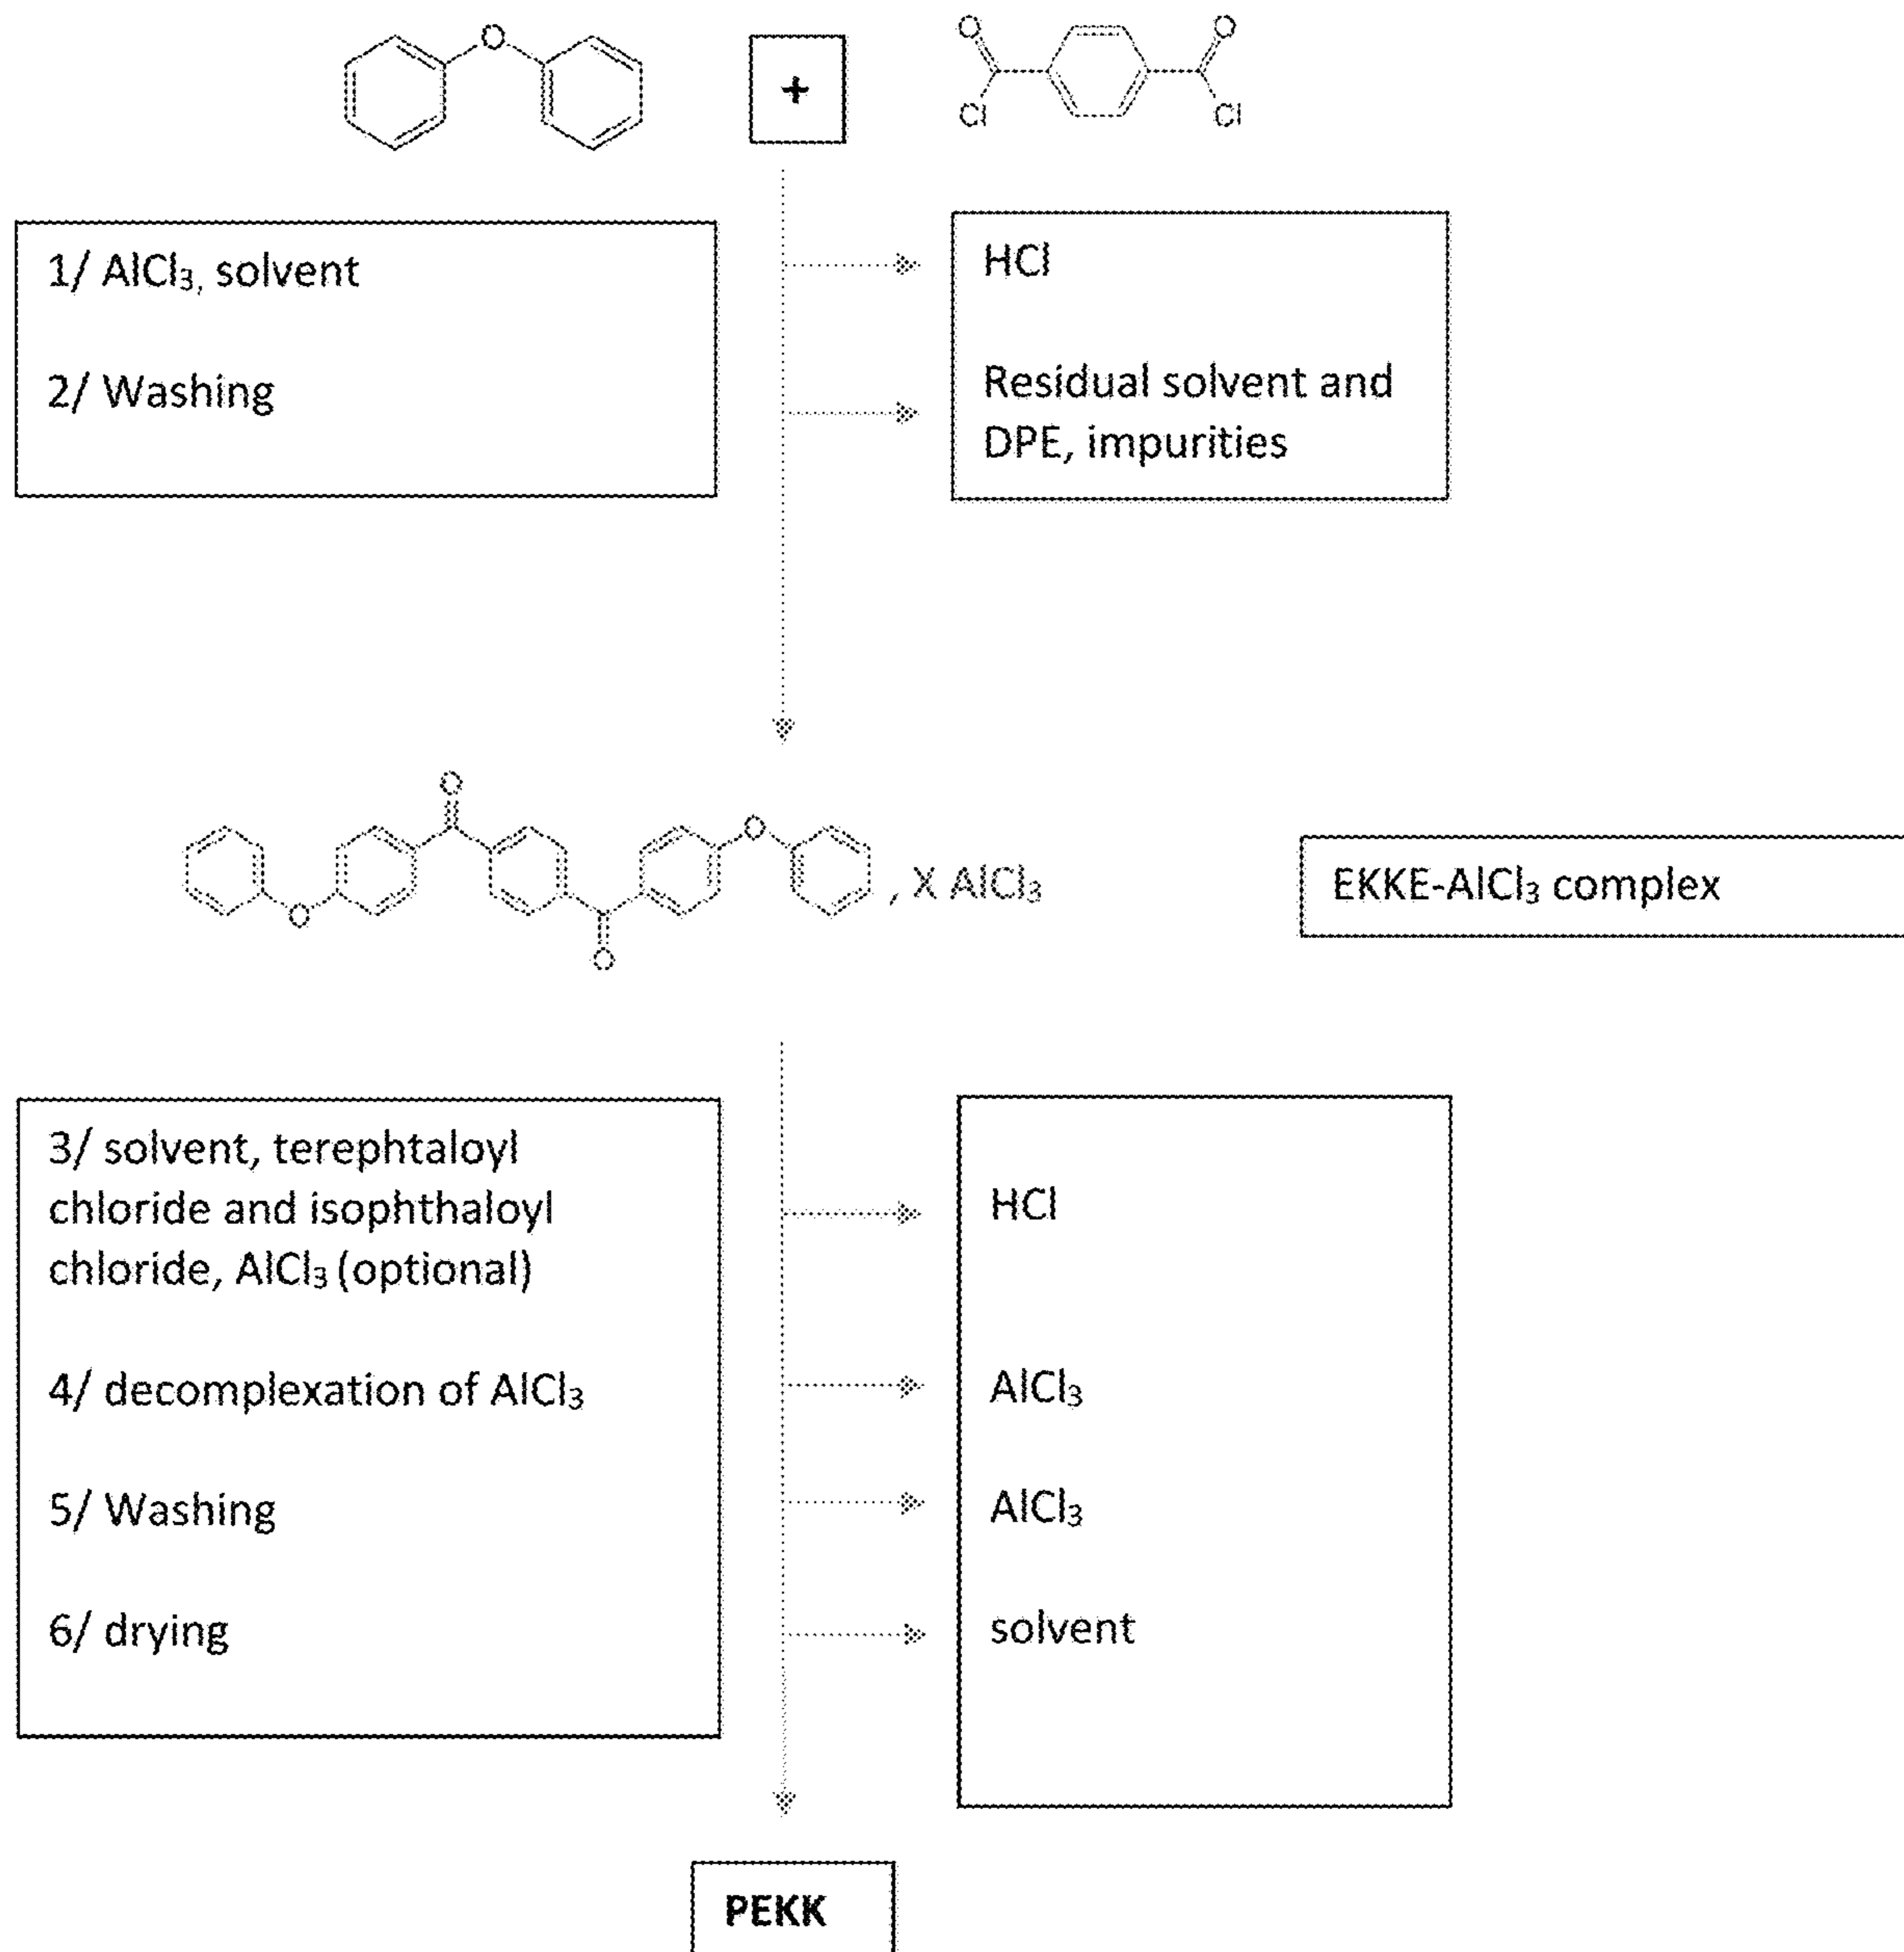 O
+
O
O
Cl
Cl
1/ AlCl₃, solvent
2/ Washing
HCl
Residual solvent and
DPE, impurities
O
O
O
O
, X AlCl₃
EKKE-AlCl₃ complex
3/ solvent, terephtaloyl
chloride and isophthaloyl
chloride, AlCl₃ (optional)
4/ decomplexation of AlCl₃
5/ Washing
6/ drying
HCl
AlCl₃
AlCl₃
solvent
PEKK